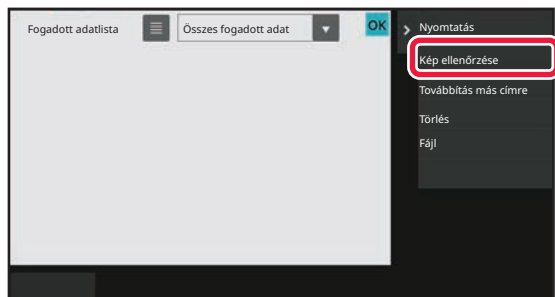 Fogadott adatlista
Összes fogadott adat
OK
Nyomtatás
Kép ellenőrzése
Továbbítás más címre
Törlés
Fájl